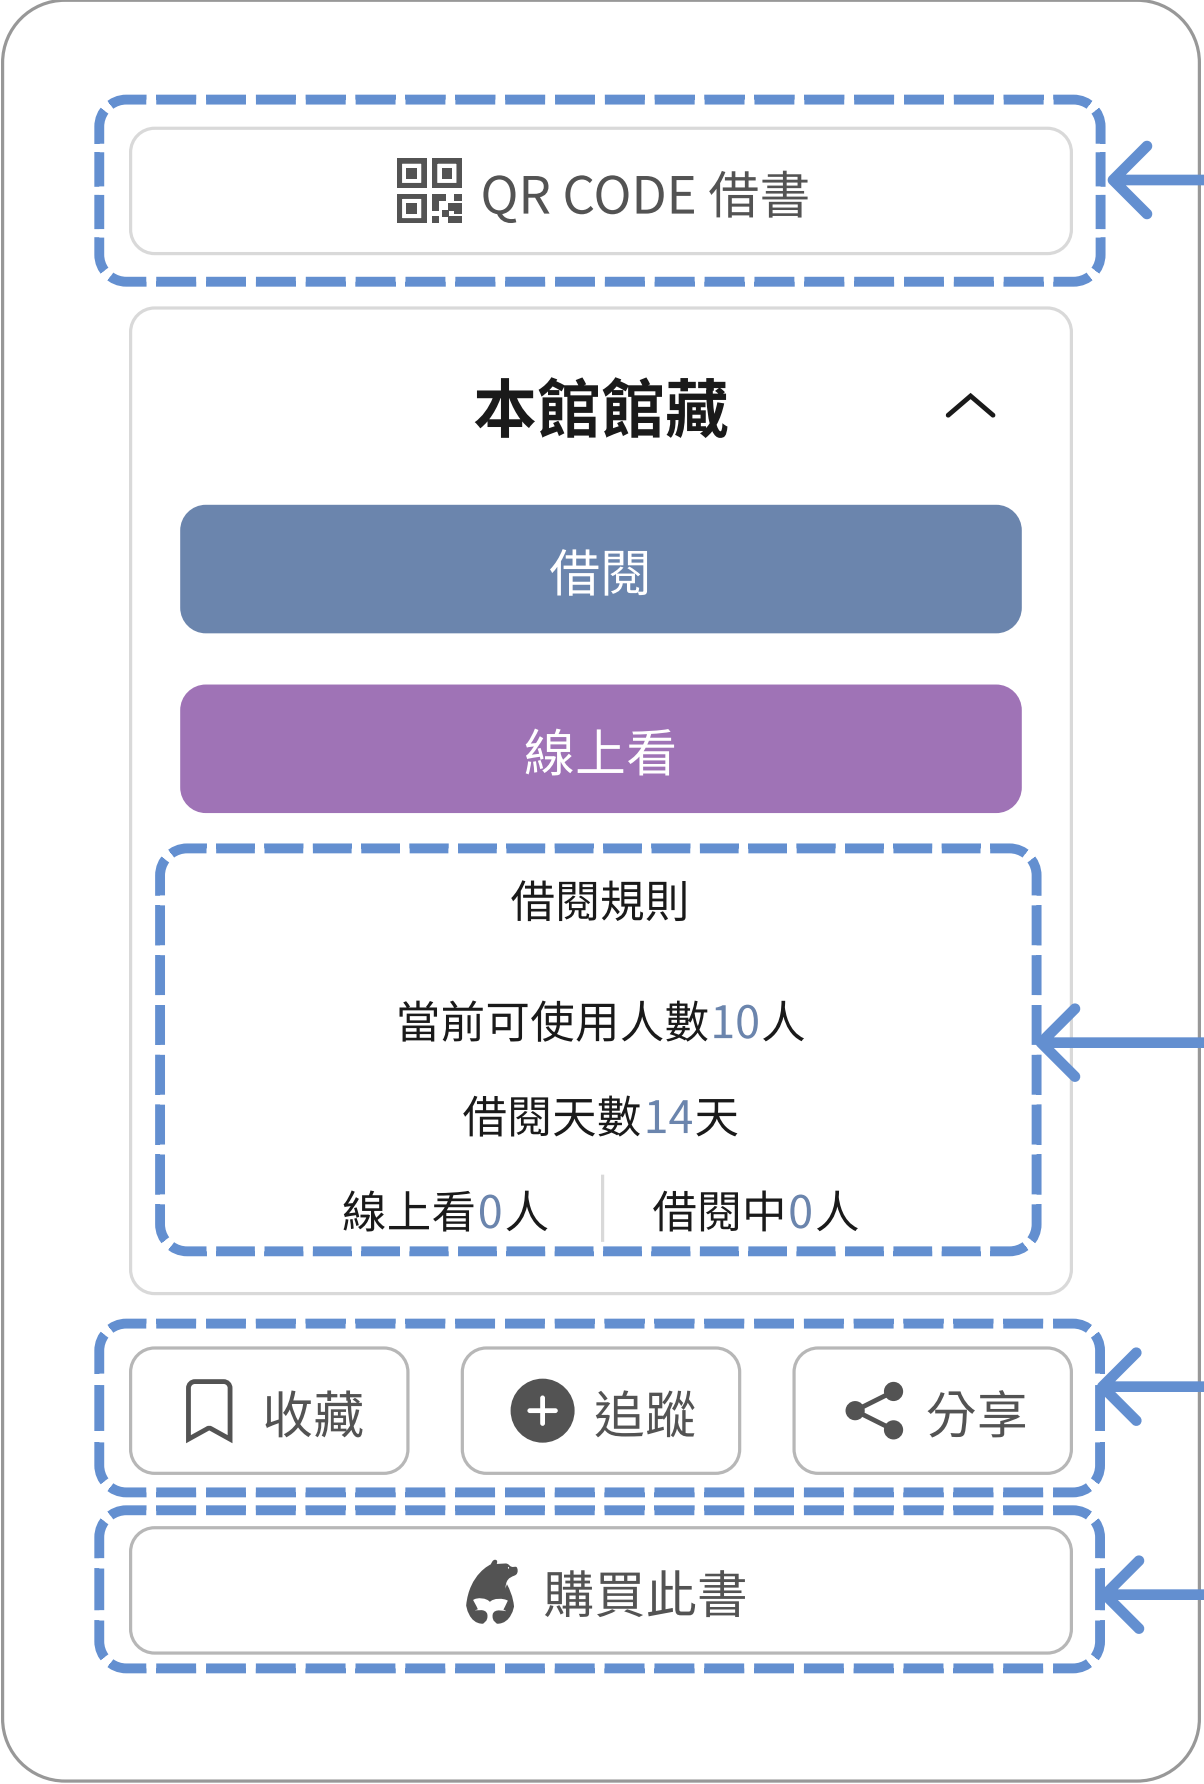 QR CODE 借書
本館館藏
借閱
線上看
借閱規則
當前可使用人數10人
借閱天數14天
線上看0人
借閱中0人
收藏
追蹤
分享
購買此書